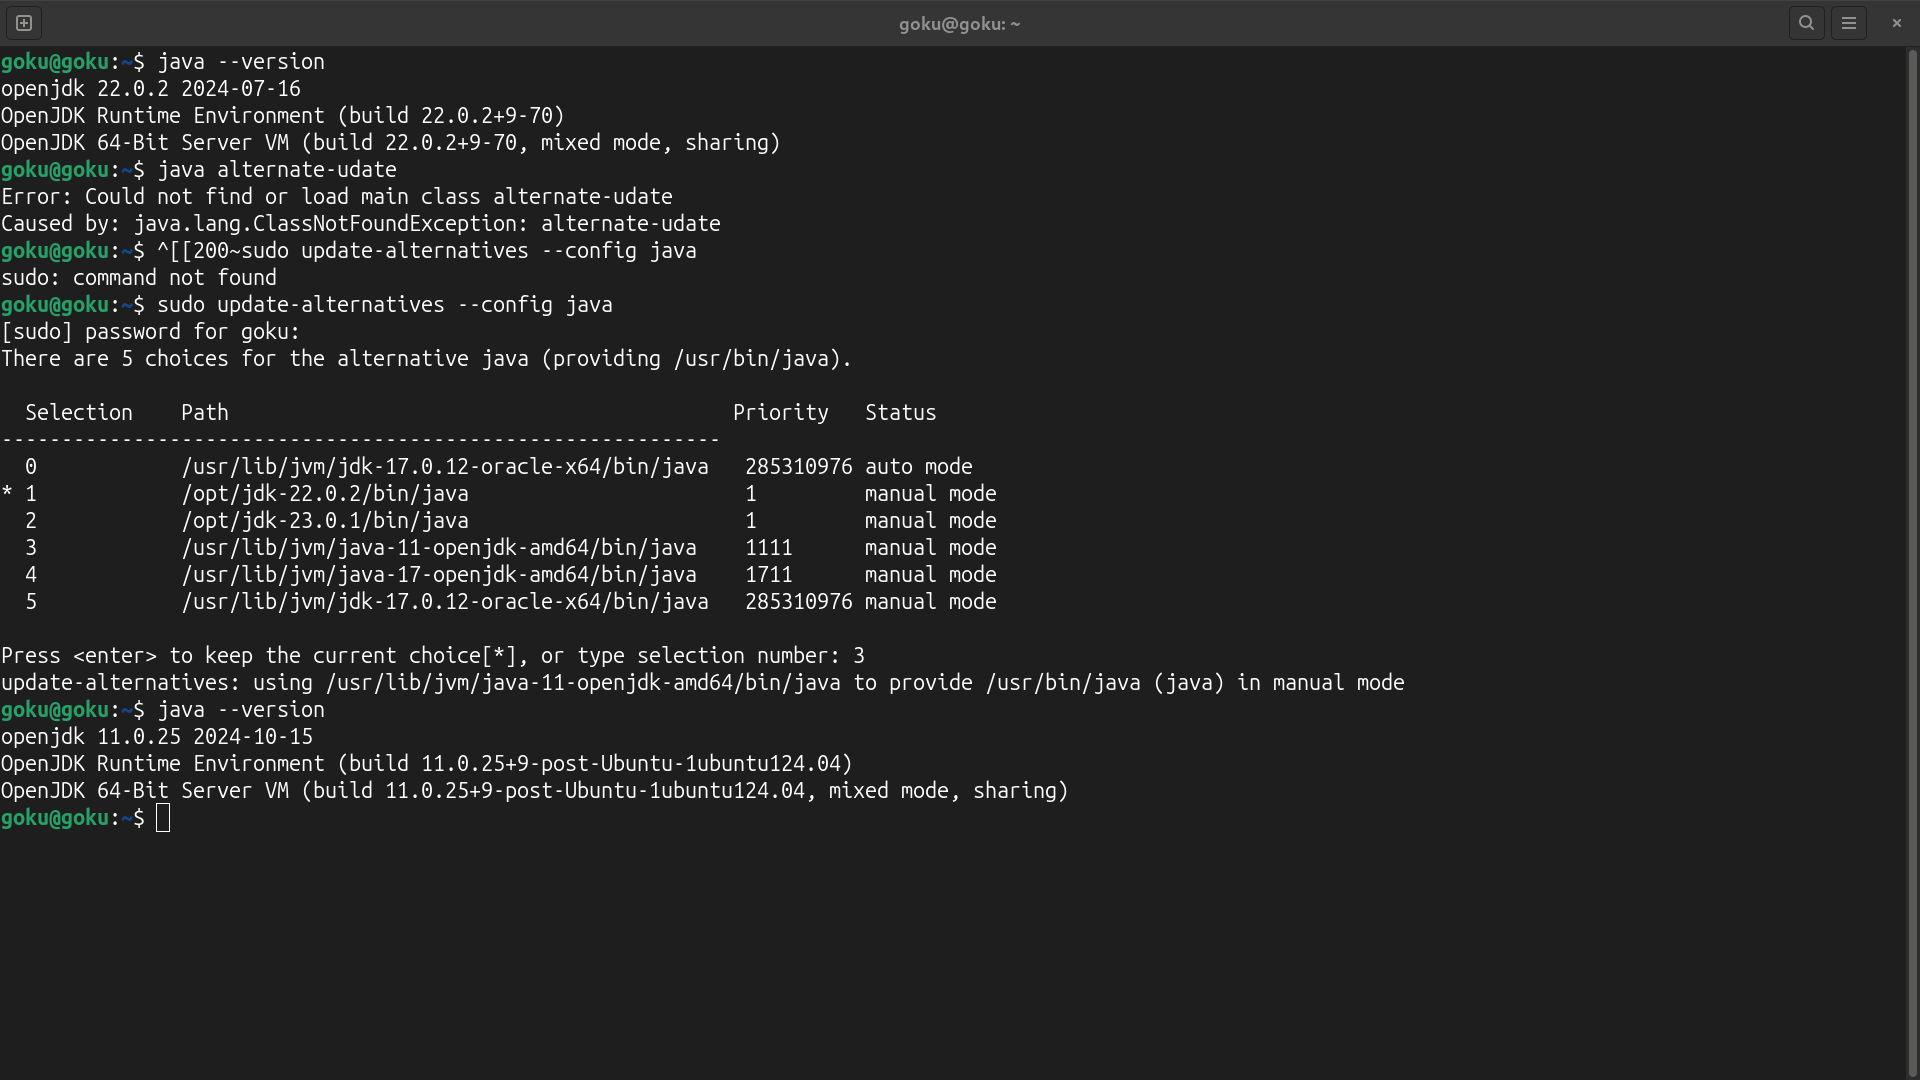 goku@goku: ~
goku@goku:~$ java --version
openjdk 22.0.2 2024-07-16
OpenJDK Runtime Environment (build 22.0.2+9-70)
OpenJDK 64-Bit Server VM (build 22.0.2+9-70, mixed mode, sharing)
goku@goku:~$ java alternate-udate
Error: Could not find or load main class alternate-udate
Caused by: java.lang.ClassNotFoundException: alternate-udate
goku@goku:~$ ^[[200~sudo update-alternatives --config java
sudo: command not found
goku@goku:~$ sudo update-alternatives --config java
[sudo] password for goku:
There are 5 choices for the alternative java (providing /usr/bin/java).
  Selection    Path                                              Priority   Status
------------------------------------------------------------
  0            /usr/lib/jvm/jdk-17.0.12-oracle-x64/bin/java   285310976 auto mode
* 1            /opt/jdk-22.0.2/bin/java                       1         manual mode
  2            /opt/jdk-23.0.1/bin/java                       1         manual mode
  3            /usr/lib/jvm/java-11-openjdk-amd64/bin/java    1111      manual mode
  4            /usr/lib/jvm/java-17-openjdk-amd64/bin/java    1711      manual mode
  5            /usr/lib/jvm/jdk-17.0.12-oracle-x64/bin/java   285310976 manual mode
Press <enter> to keep the current choice[*], or type selection number: 3
update-alternatives: using /usr/lib/jvm/java-11-openjdk-amd64/bin/java to provide /usr/bin/java (java) in manual mode
goku@goku:~$ java --version
openjdk 11.0.25 2024-10-15
OpenJDK Runtime Environment (build 11.0.25+9-post-Ubuntu-1ubuntu124.04)
OpenJDK 64-Bit Server VM (build 11.0.25+9-post-Ubuntu-1ubuntu124.04, mixed mode, sharing)
goku@goku:~$